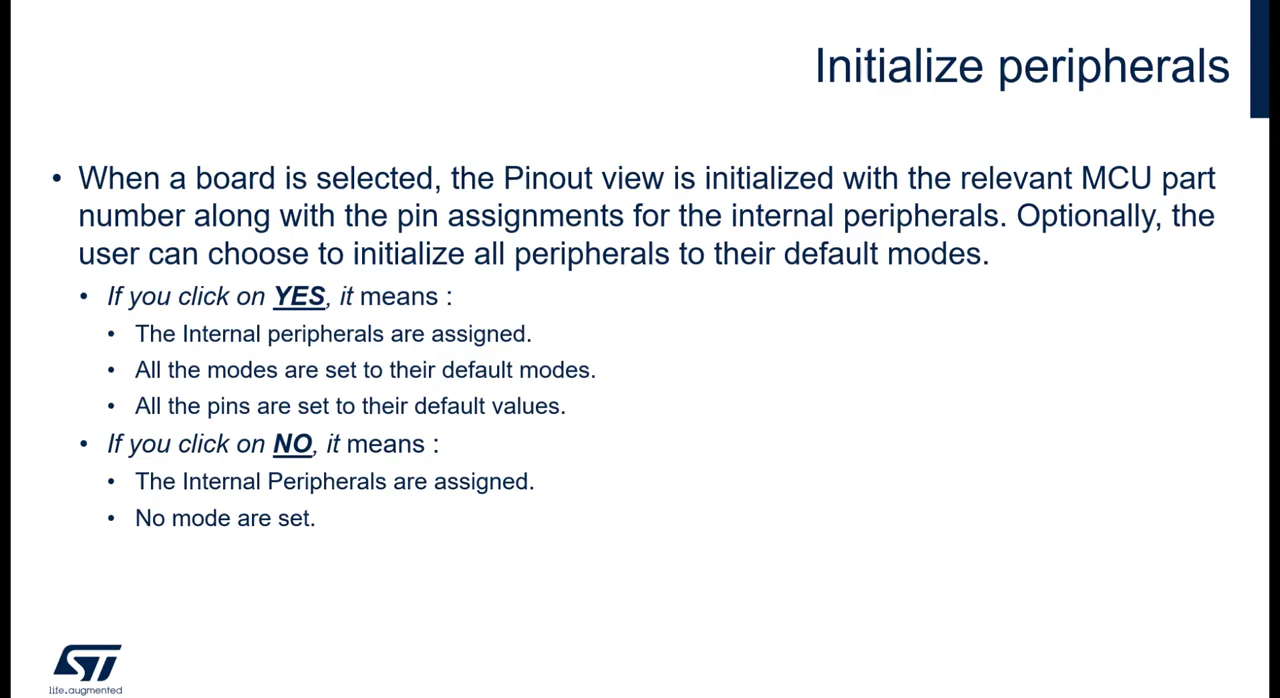 Initialize peripherals
• When a board is selected, the Pinout view is initialized with the relevant MCU part
number along with the pin assignments for the internal peripherals. Optionally, the
user can choose to initialize all peripherals to their default modes.
• If you click on YES, it means :
• The Internal peripherals are assigned.
• All the modes are set to their default modes.
• All the pins are set to their default values.
• If you click on NO, it means :
• The Internal Peripherals are assigned.
• No mode are set.
ST
life.augmented